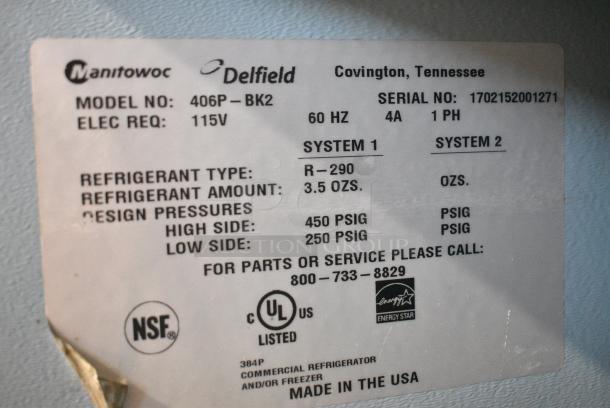 Manitowoc Delfield Covington, Tennessee
MODEL NO: 406P-BK2 SERIAL NO: 1702152001271
ELEC REQ: 115V 60 HZ 4A 1 PH
SYSTEM 1 SYSTEM 2
REFRIGERANT TYPE: R-290
REFRIGERANT AMOUNT: 3.5 OZS. OZS.
DESIGN PRESSURES
HIGH SIDE: 450 PSIG PSIG
LOW SIDE: 250 PSIG PSIG
FOR PARTS OR SERVICE PLEASE CALL:
800-733-8829
NSF®
C UL US
LISTED
energy
ENERGY STAR
384P
COMMERCIAL REFRIGERATOR
AND/OR FREEZER
MADE IN THE USA